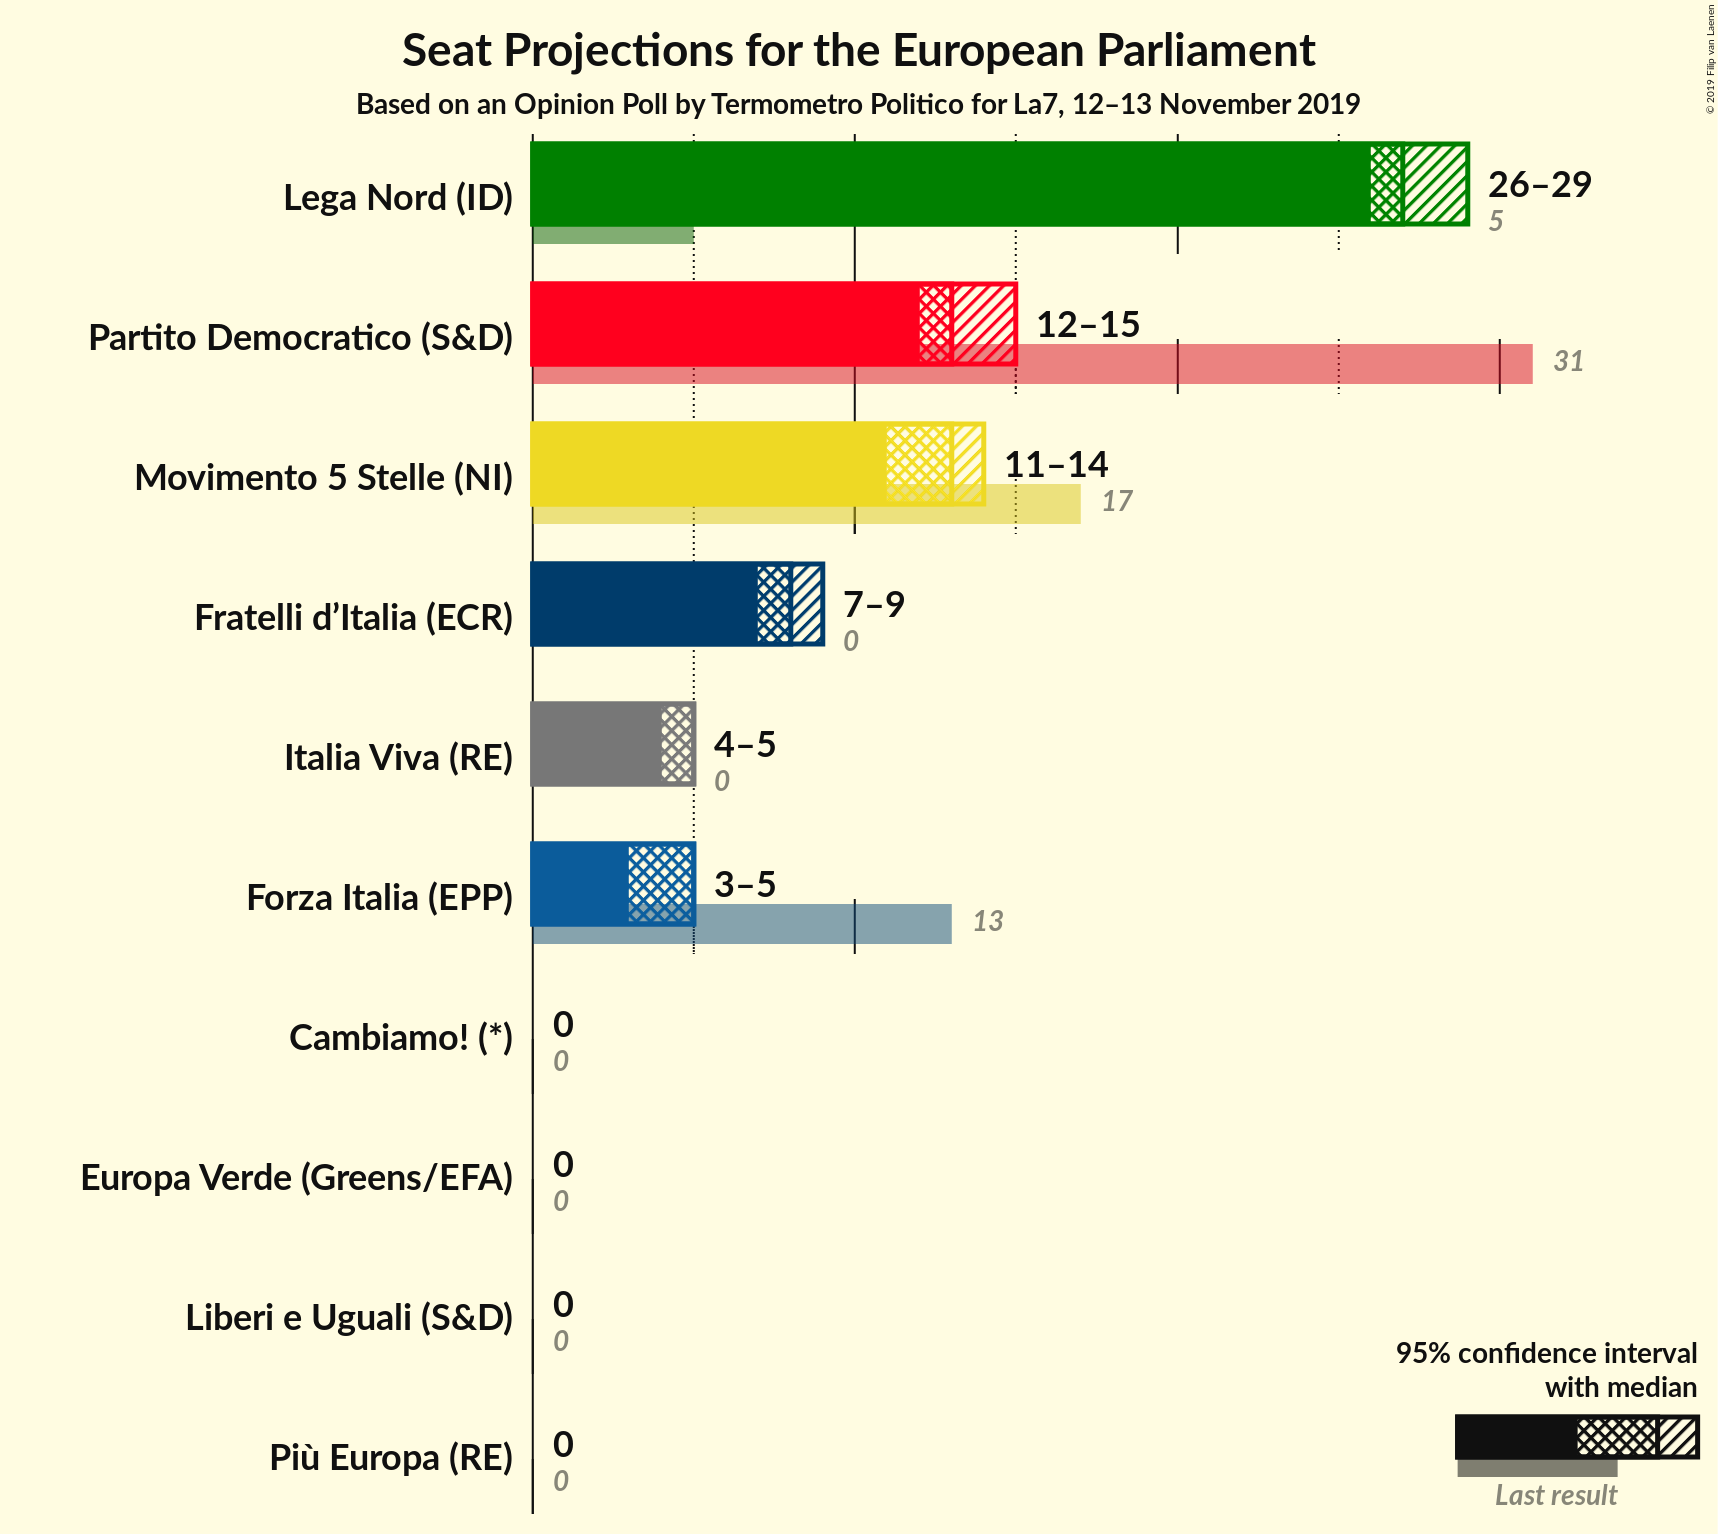 Seat Projections for the European Parliament
Based on an Opinion Poll by Termometro Politico for La7, 12–13 November 2019
© 2019 Filip van Laenen
Lega Nord (ID)
26–29
5
Partito Democratico (S&D)
12–15
31
Movimento 5 Stelle (NI)
11–14
17
Fratelli d’Italia (ECR)
7–9
0
Italia Viva (RE)
4–5
0
Forza Italia (EPP)
3–5
13
Cambiamo! (*)
0
0
Europa Verde (Greens/EFA)
0
0
Liberi e Uguali (S&D)
0
0
Più Europa (RE)
0
0
95% confidence interval
with median
Last result